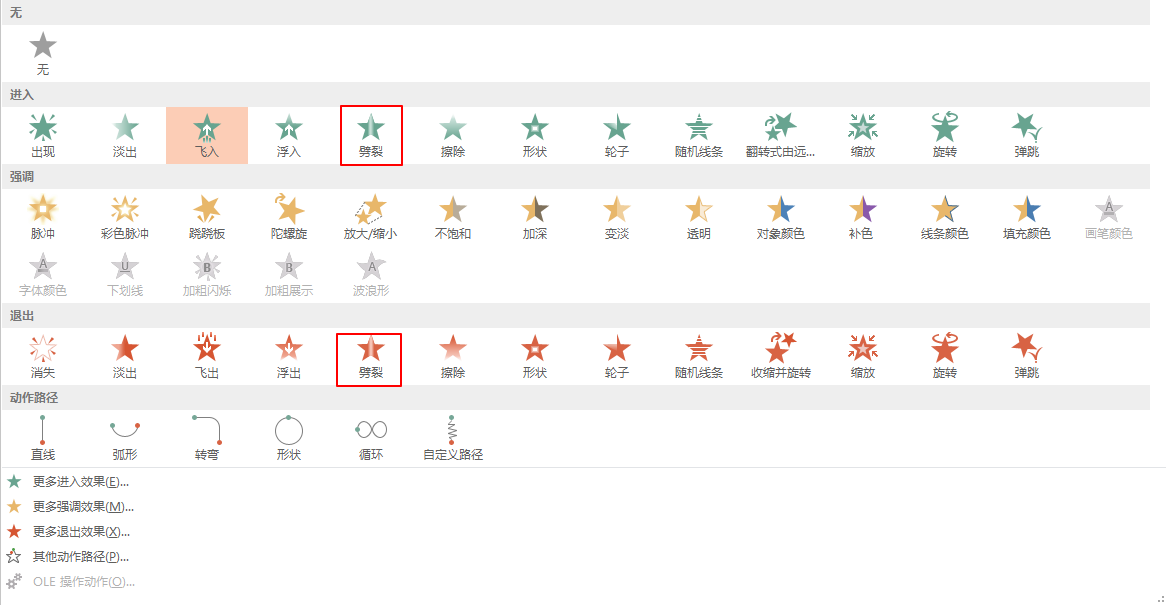 无
无
进入
出现 淡出 飞入 浮入 劈裂 擦除 形状 轮子 随机线条 翻转式由远... 缩放 旋转 弹跳
强调
脉冲 彩色脉冲 跷跷板 陀螺旋 放大/缩小 不饱和 加深 变淡 透明 对象颜色 补色 线条颜色 填充颜色 画笔颜色
字体颜色 下划线 加粗闪烁 加粗展示 波浪形
退出
消失 淡出 飞出 浮出 劈裂 擦除 形状 轮子 随机线条 收缩并旋转 缩放 旋转 弹跳
动作路径
直线 弧形 转弯 形状 循环 自定义路径
更多进入效果(E)...
更多强调效果(M)...
更多退出效果(X)...
其他动作路径(P)...
OLE 操作动作(O)...